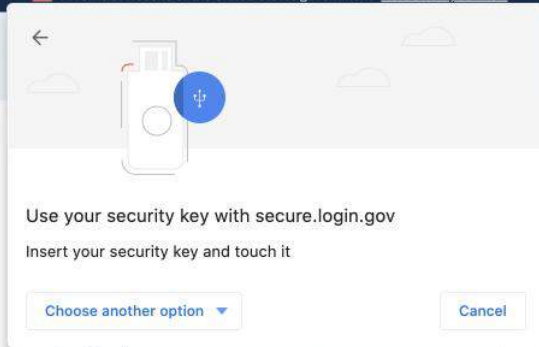 Use your security key with secure.login.gov
Insert your security key and touch it
Choose another option
Cancel